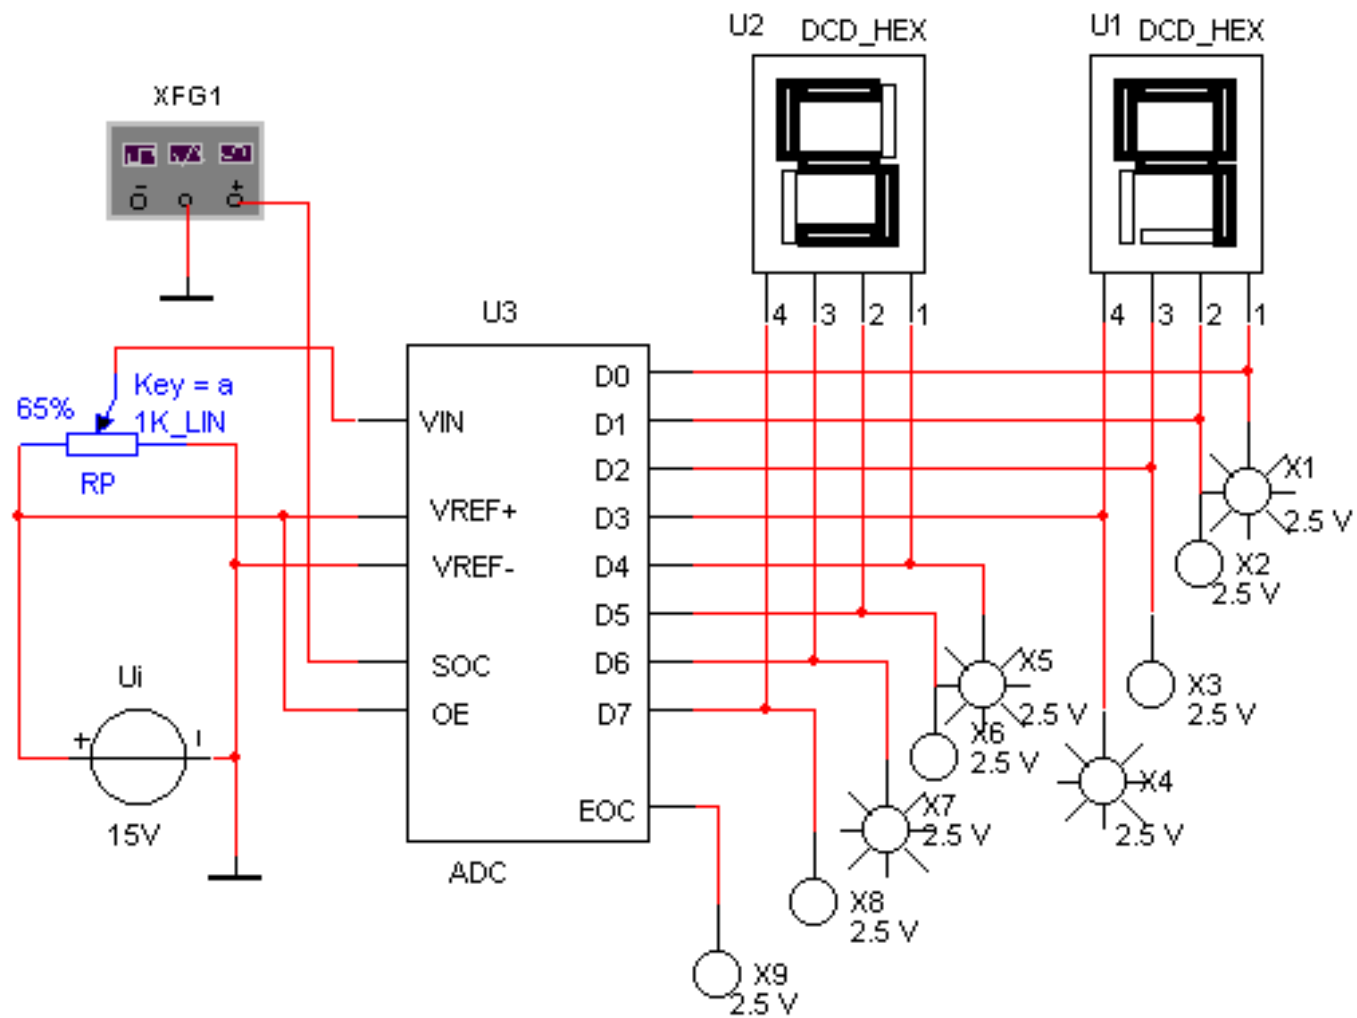 U2 DCD_HEX
U1 DCD_HEX
XFG1
4 3 2 1
4 3 2 1
U3
Key = a
65%
1K_LIN
RP
VIN
VREF+
VREF-
SOC
OE
D0
D1
D2
D3
D4
D5
D6
D7
EOC
ADC
Ui
+
15V
X1
2.5 V
X2
2.5 V
X3
2.5 V
X4
2.5 V
X5
2.5 V
X6
2.5 V
X7
2.5 V
X8
2.5 V
X9
2.5 V